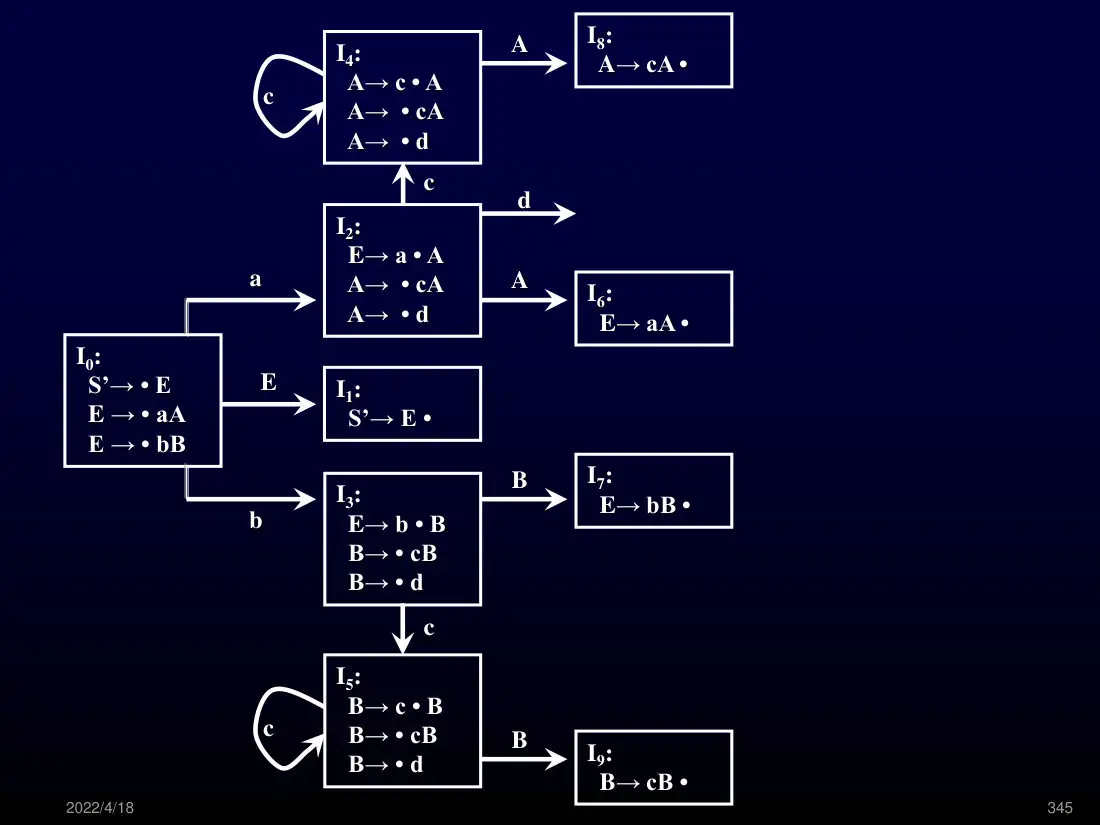 I4:
A→ c • A
A→ • cA
A→ • d
c
A
I8:
A→ cA •
c
I2:
E→ a • A
A→ • cA
A→ • d
d
a
A
I6:
E→ aA •
I0:
S’→ • E
E → • aA
E → • bB
E
I1:
S’→ E •
b
I3:
E→ b • B
B→ • cB
B→ • d
B
I7:
E→ bB •
c
I5:
B→ c • B
B→ • cB
B→ • d
c
B
I9:
B→ cB •
2022/4/18
345